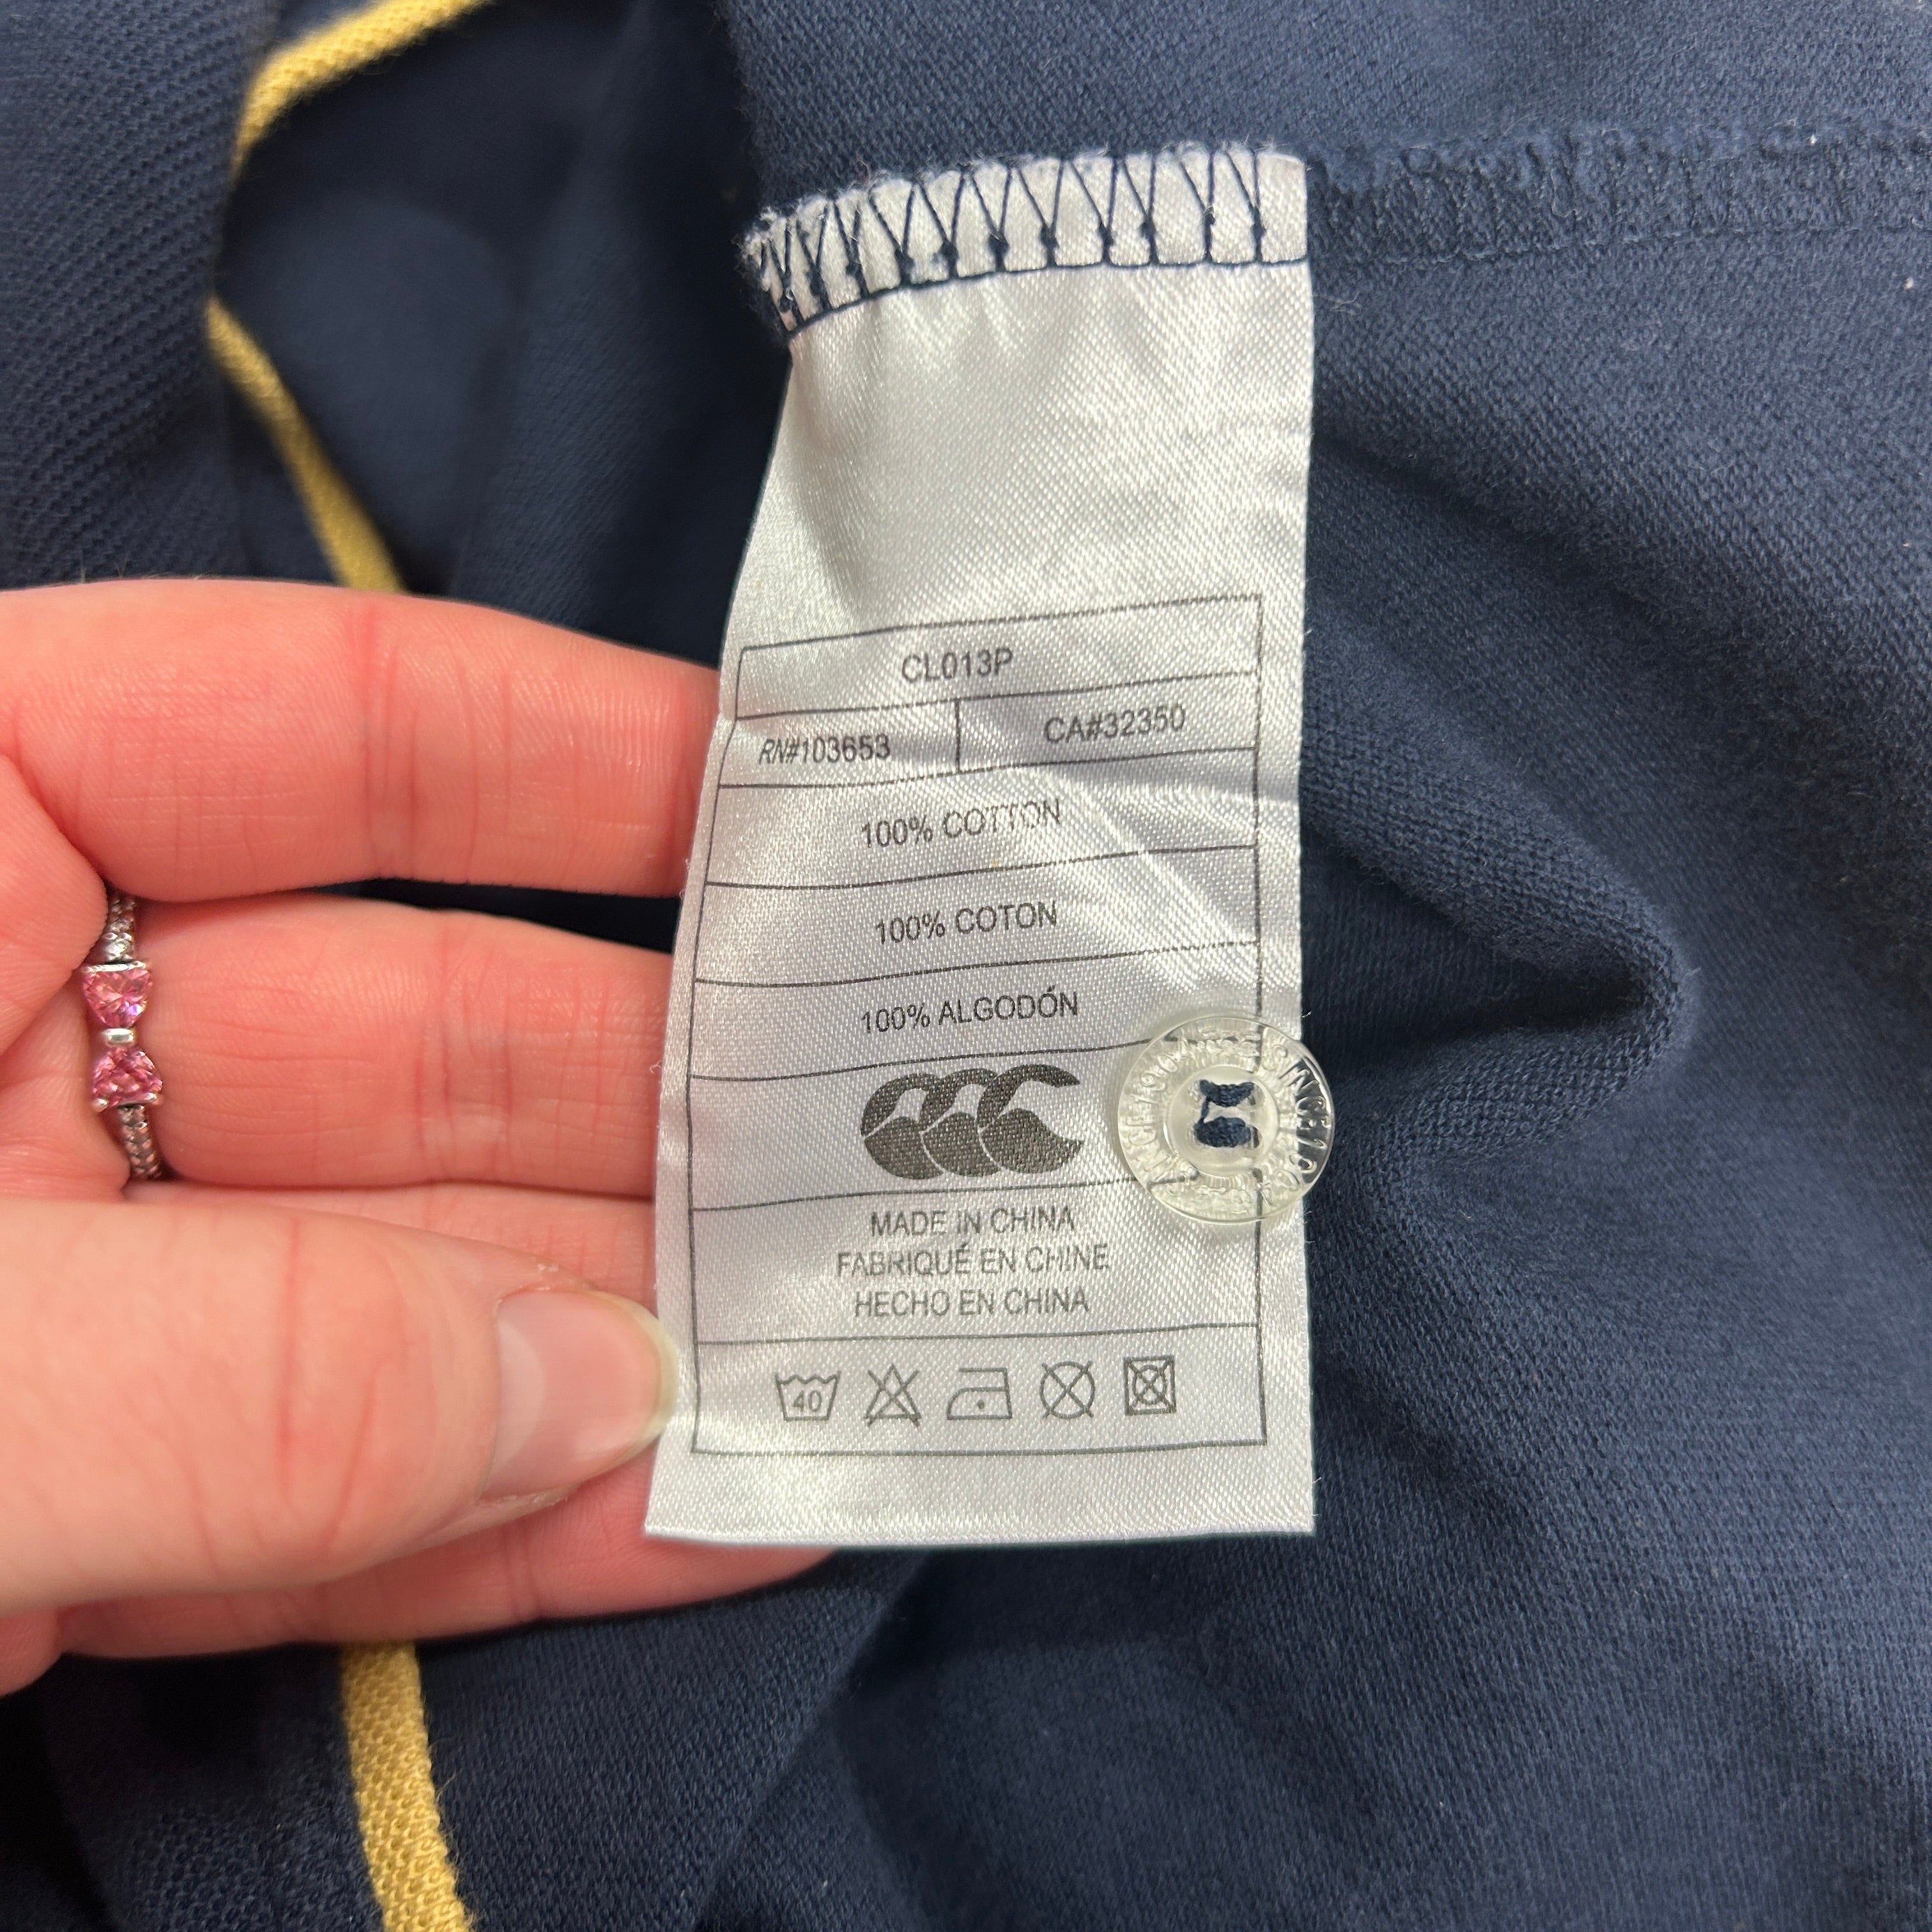 CL013P
RN#103653 CA#32350
100% COTTON
100% COTON
100% ALGODÓN
CCC
MADE IN CHINA
FABRIQUÉ EN CHINE
HECHO EN CHINA
40